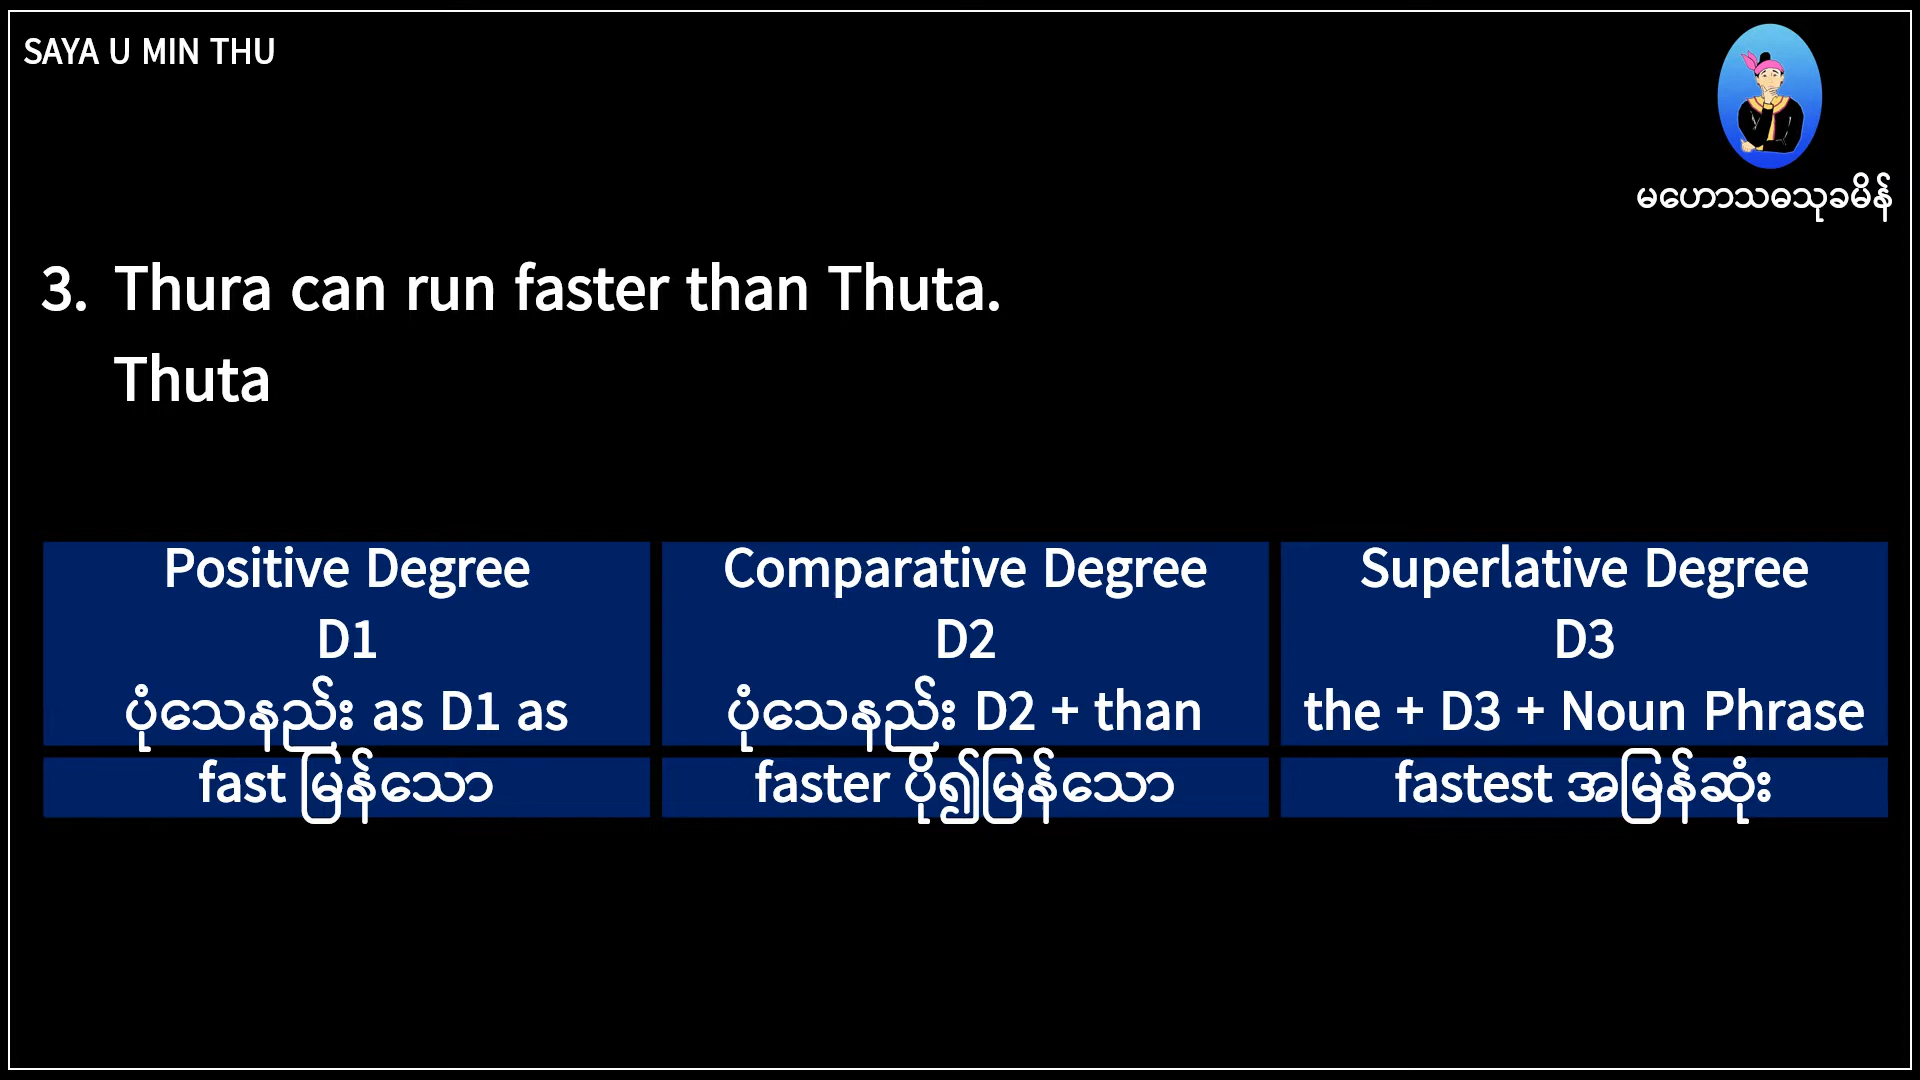 SAYA U MIN THU
မဟောသဓသုခမိန်
3. Thura can run faster than Thuta.
Thuta
Positive Degree
D1
ပုံသေနည်း as D1 as
Comparative Degree
D2
ပုံသေနည်း D2 + than
Superlative Degree
D3
the + D3 + Noun Phrase
fast မြန်သော
faster ပို၍မြန်သော
fastest အမြန်ဆုံး